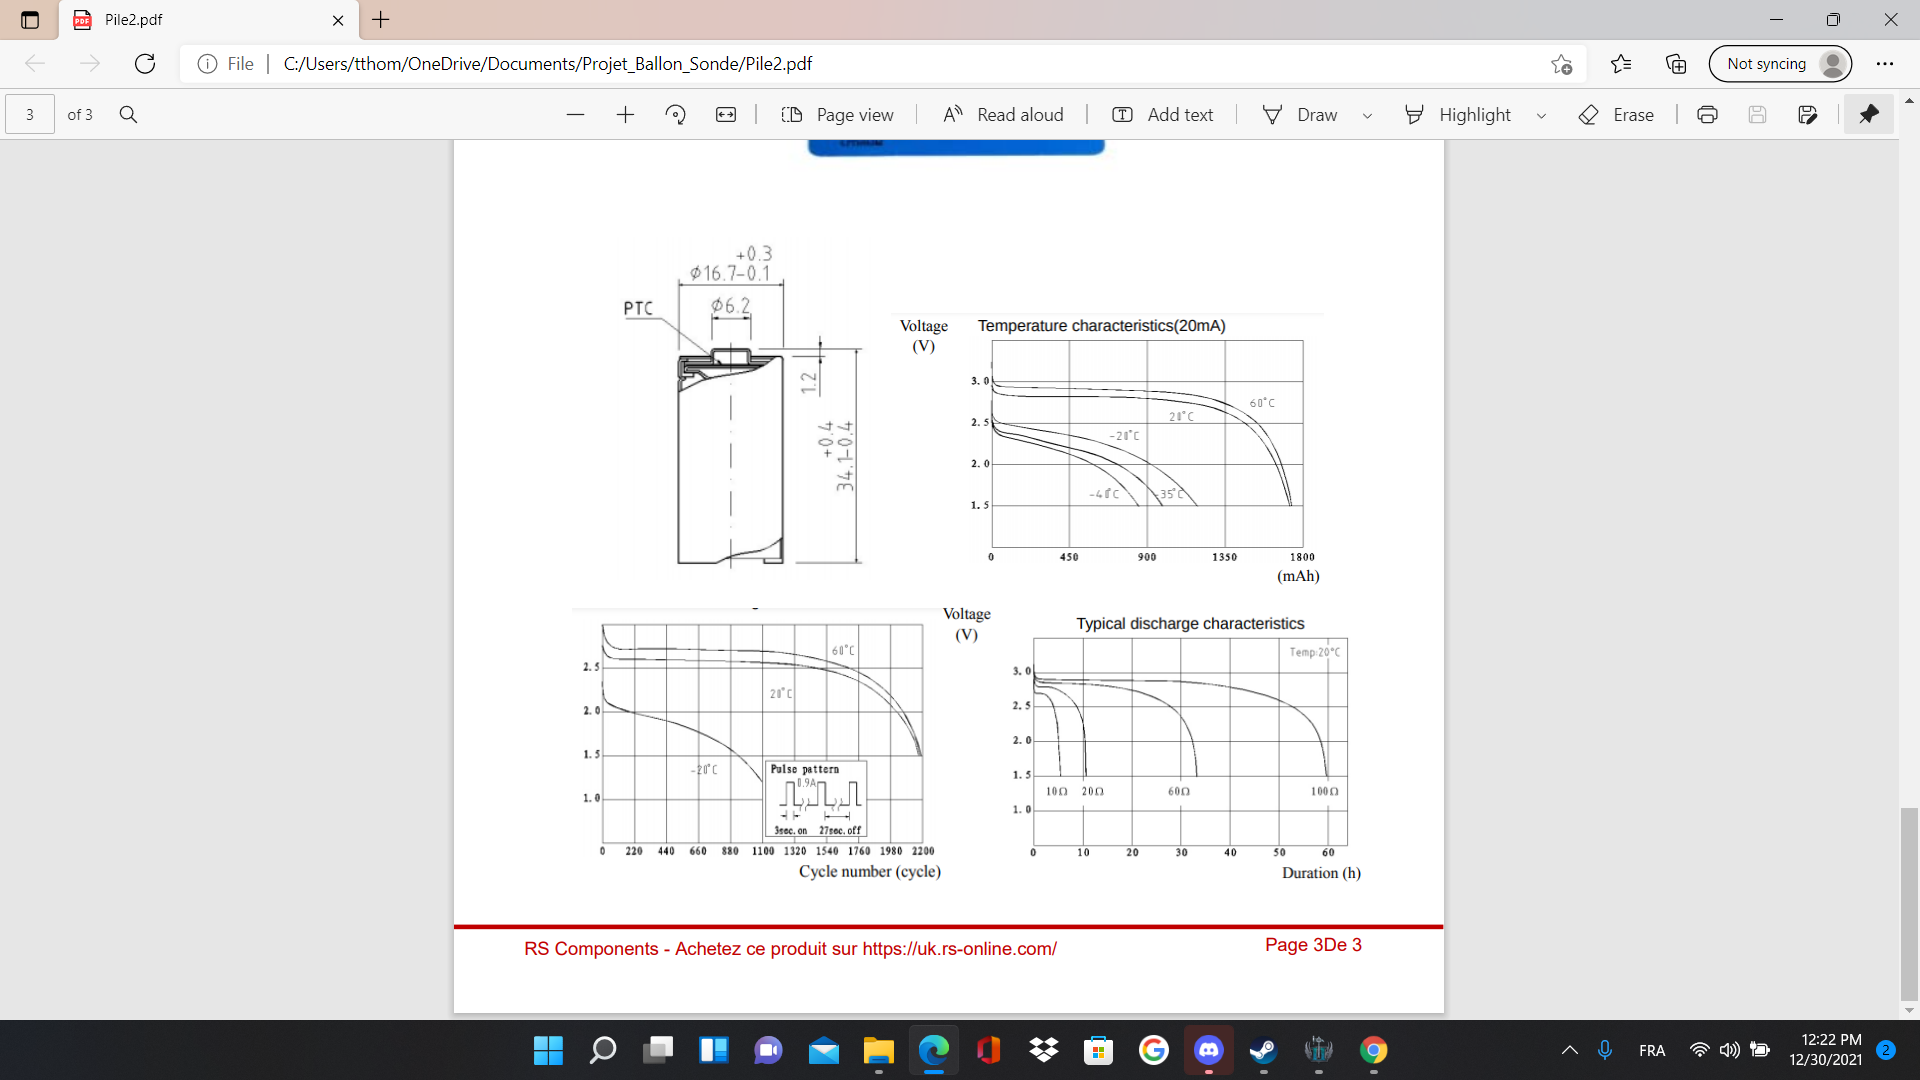 Pile2.pdf
File
C:/Users/tthom/OneDrive/Documents/Projet_Ballon_Sonde/Pile2.pdf
Not syncing
3
of 3
Page view
Read aloud
Add text
Draw
Highlight
Erase
+0.3
ϕ16.7-0.1
PTC
ϕ6.2
1.2
+0.4
34.1-0.4
Voltage
(V)
Temperature characteristics(20mA)
3.0
2.5
2.0
1.5
60°C
20°C
-20°C
-40°C
-35°C
0 450 900 1350 1800
(mAh)
2.5
2.0
1.5
1.0
60°C
20°C
-20°C
Pulse pattern
0.9A
3sec.on 27sec.off
0 220 440 660 880 1100 1320 1540 1760 1980 2200
Cycle number (cycle)
Voltage
(V)
Typical discharge characteristics
Temp:20°C
3.0
2.5
2.0
1.5
1.0
10Ω 20Ω 60Ω 100Ω
0 10 20 30 40 50 60
Duration (h)
RS Components - Achetez ce produit sur https://uk.rs-online.com/
Page 3De 3
FRA
12:22 PM
12/30/2021
2